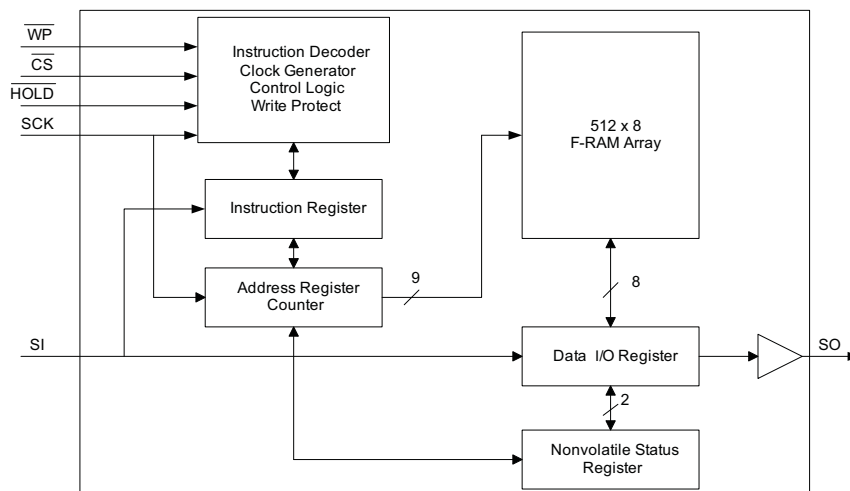 WP
CS
HOLD
SCK
Instruction Decoder
Clock Generator
Control Logic
Write Protect
512 x 8
F-RAM Array
Instruction Register
Address Register
Counter
9
8
SI
Data I/O Register
SO
2
Nonvolatile Status
Register